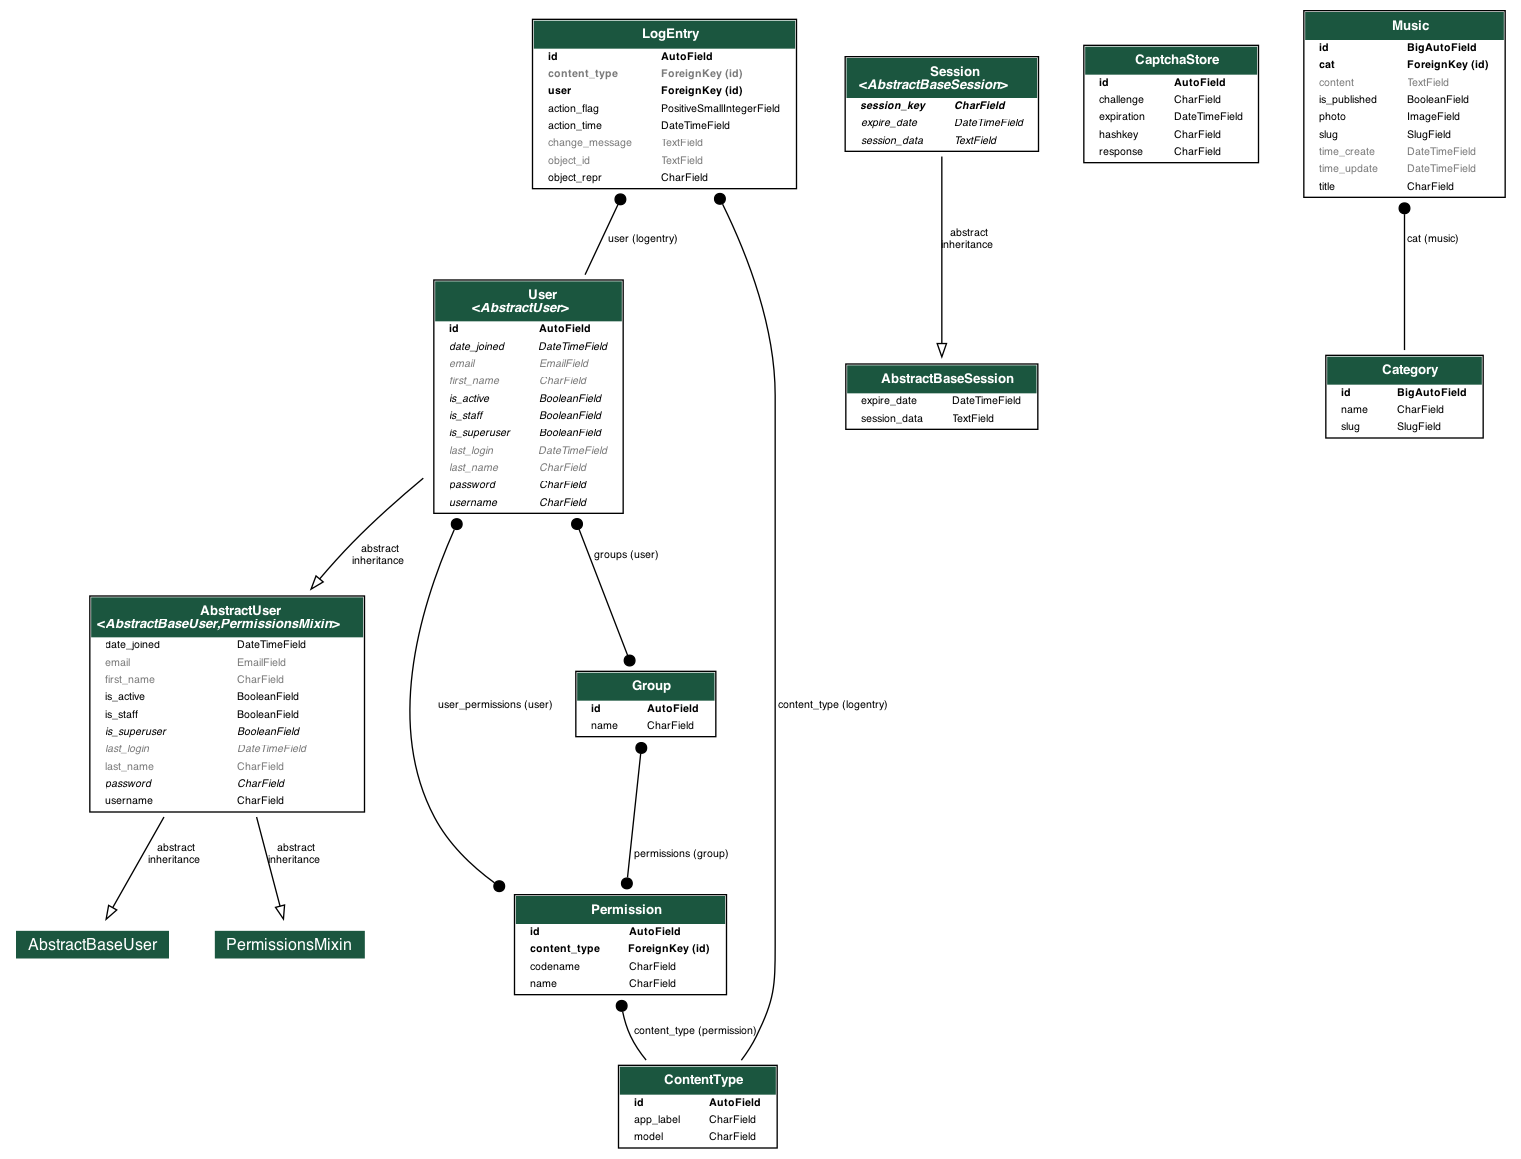 LogEntry
id AutoField
content_type ForeignKey (id)
user ForeignKey (id)
action_flag PositiveSmallIntegerField
action_time DateTimeField
change_message TextField
object_id TextField
object_repr CharField
Session
<AbstractBaseSession>
session_key CharField
expire_date DateTimeField
session_data TextField
CaptchaStore
id AutoField
challenge CharField
expiration DateTimeField
hashkey CharField
response CharField
Music
id BigAutoField
cat ForeignKey (id)
content TextField
is_published BooleanField
photo ImageField
slug SlugField
time_create DateTimeField
time_update DateTimeField
title CharField
user (logentry)
abstract
inheritance
cat (music)
User
<AbstractUser>
id AutoField
date_joined DateTimeField
email EmailField
first_name CharField
is_active BooleanField
is_staff BooleanField
is_superuser BooleanField
last_login DateTimeField
last_name CharField
password CharField
username CharField
AbstractBaseSession
expire_date DateTimeField
session_data TextField
Category
id BigAutoField
name CharField
slug SlugField
abstract
inheritance
groups (user)
AbstractUser
<AbstractBaseUser,PermissionsMixin>
date_joined DateTimeField
email EmailField
first_name CharField
is_active BooleanField
is_staff BooleanField
is_superuser BooleanField
last_login DateTimeField
last_name CharField
password CharField
username CharField
user_permissions (user)
Group
id AutoField
name CharField
content_type (logentry)
abstract
inheritance
abstract
inheritance
permissions (group)
AbstractBaseUser
PermissionsMixin
Permission
id AutoField
content_type ForeignKey (id)
codename CharField
name CharField
content_type (permission)
ContentType
id AutoField
app_label CharField
model CharField